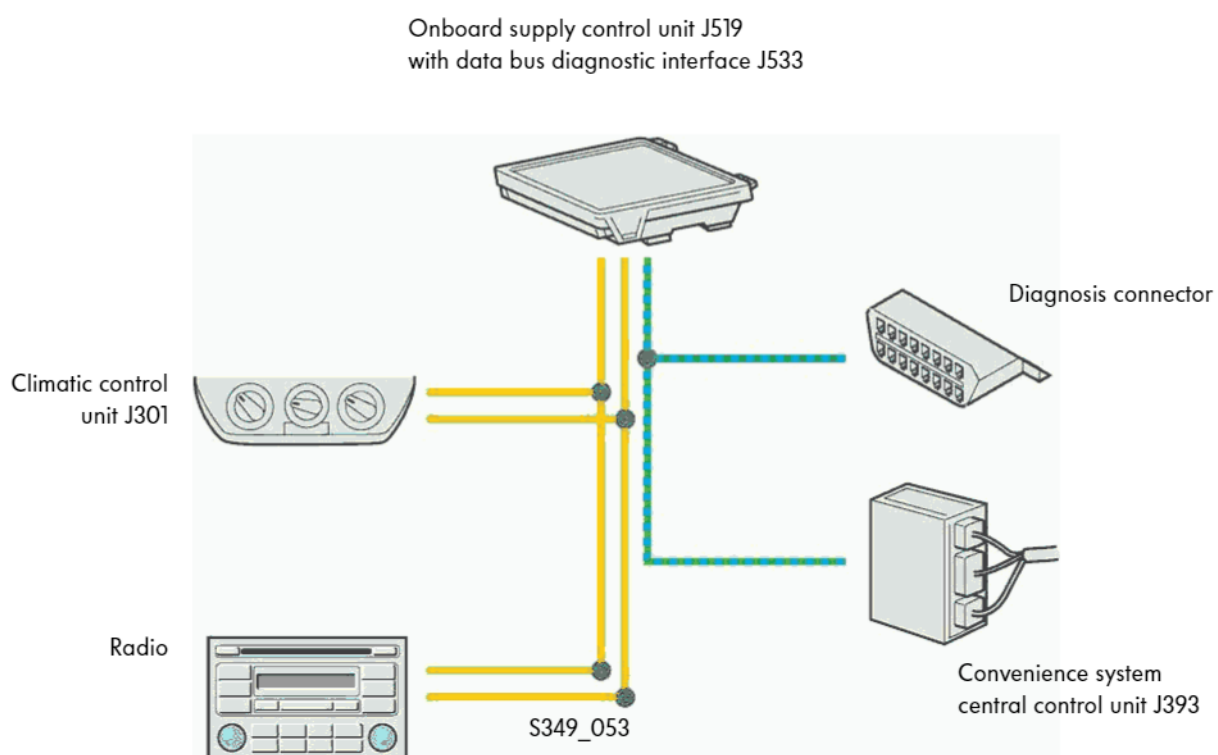 Onboard supply control unit J519
with data bus diagnostic interface J533
Diagnosis connector
Climatic control
unit J301
Radio
Convenience system
central control unit J393
S349_053